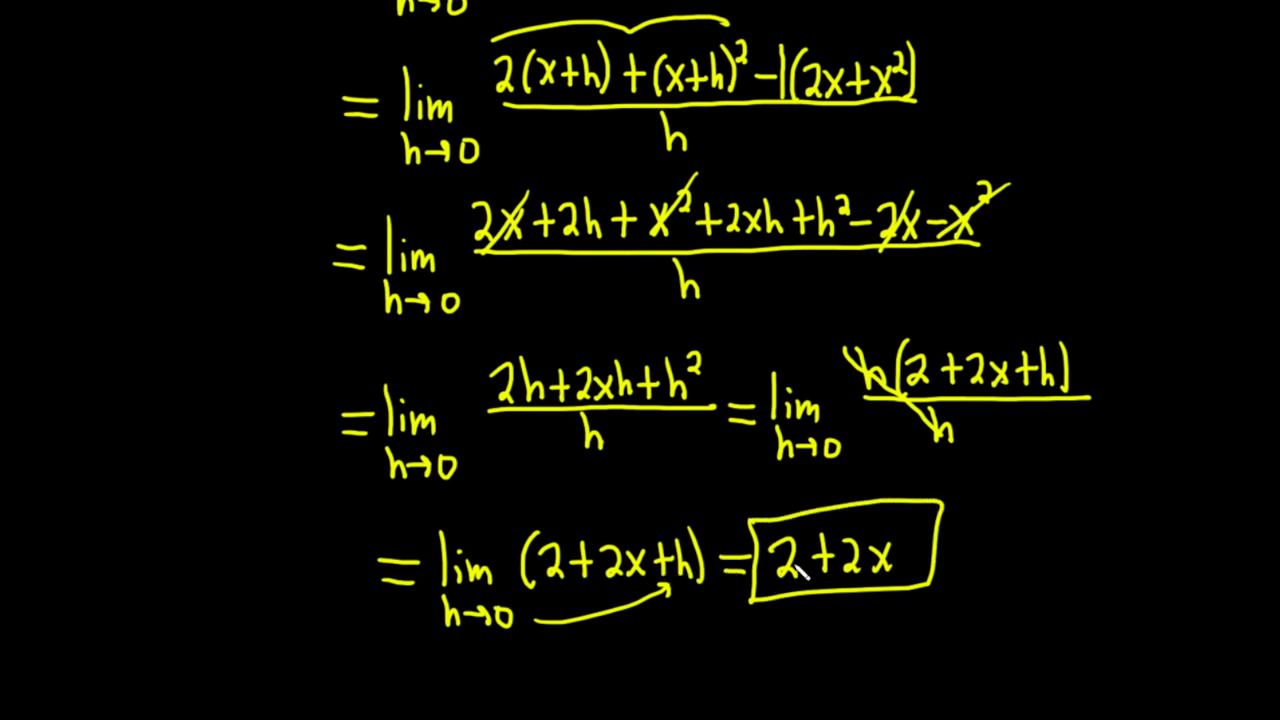 h→0
= lim h→0 (2(x+h) + (x+h)² - 1(2x+x²)) / h
= lim h→0 (2x + 2h + x² + 2xh + h² - 2x - x²) / h
= lim h→0 (2h + 2xh + h²) / h = lim h→0 h(2 + 2x + h) / h
= lim h→0 (2 + 2x + h) = 2 + 2x